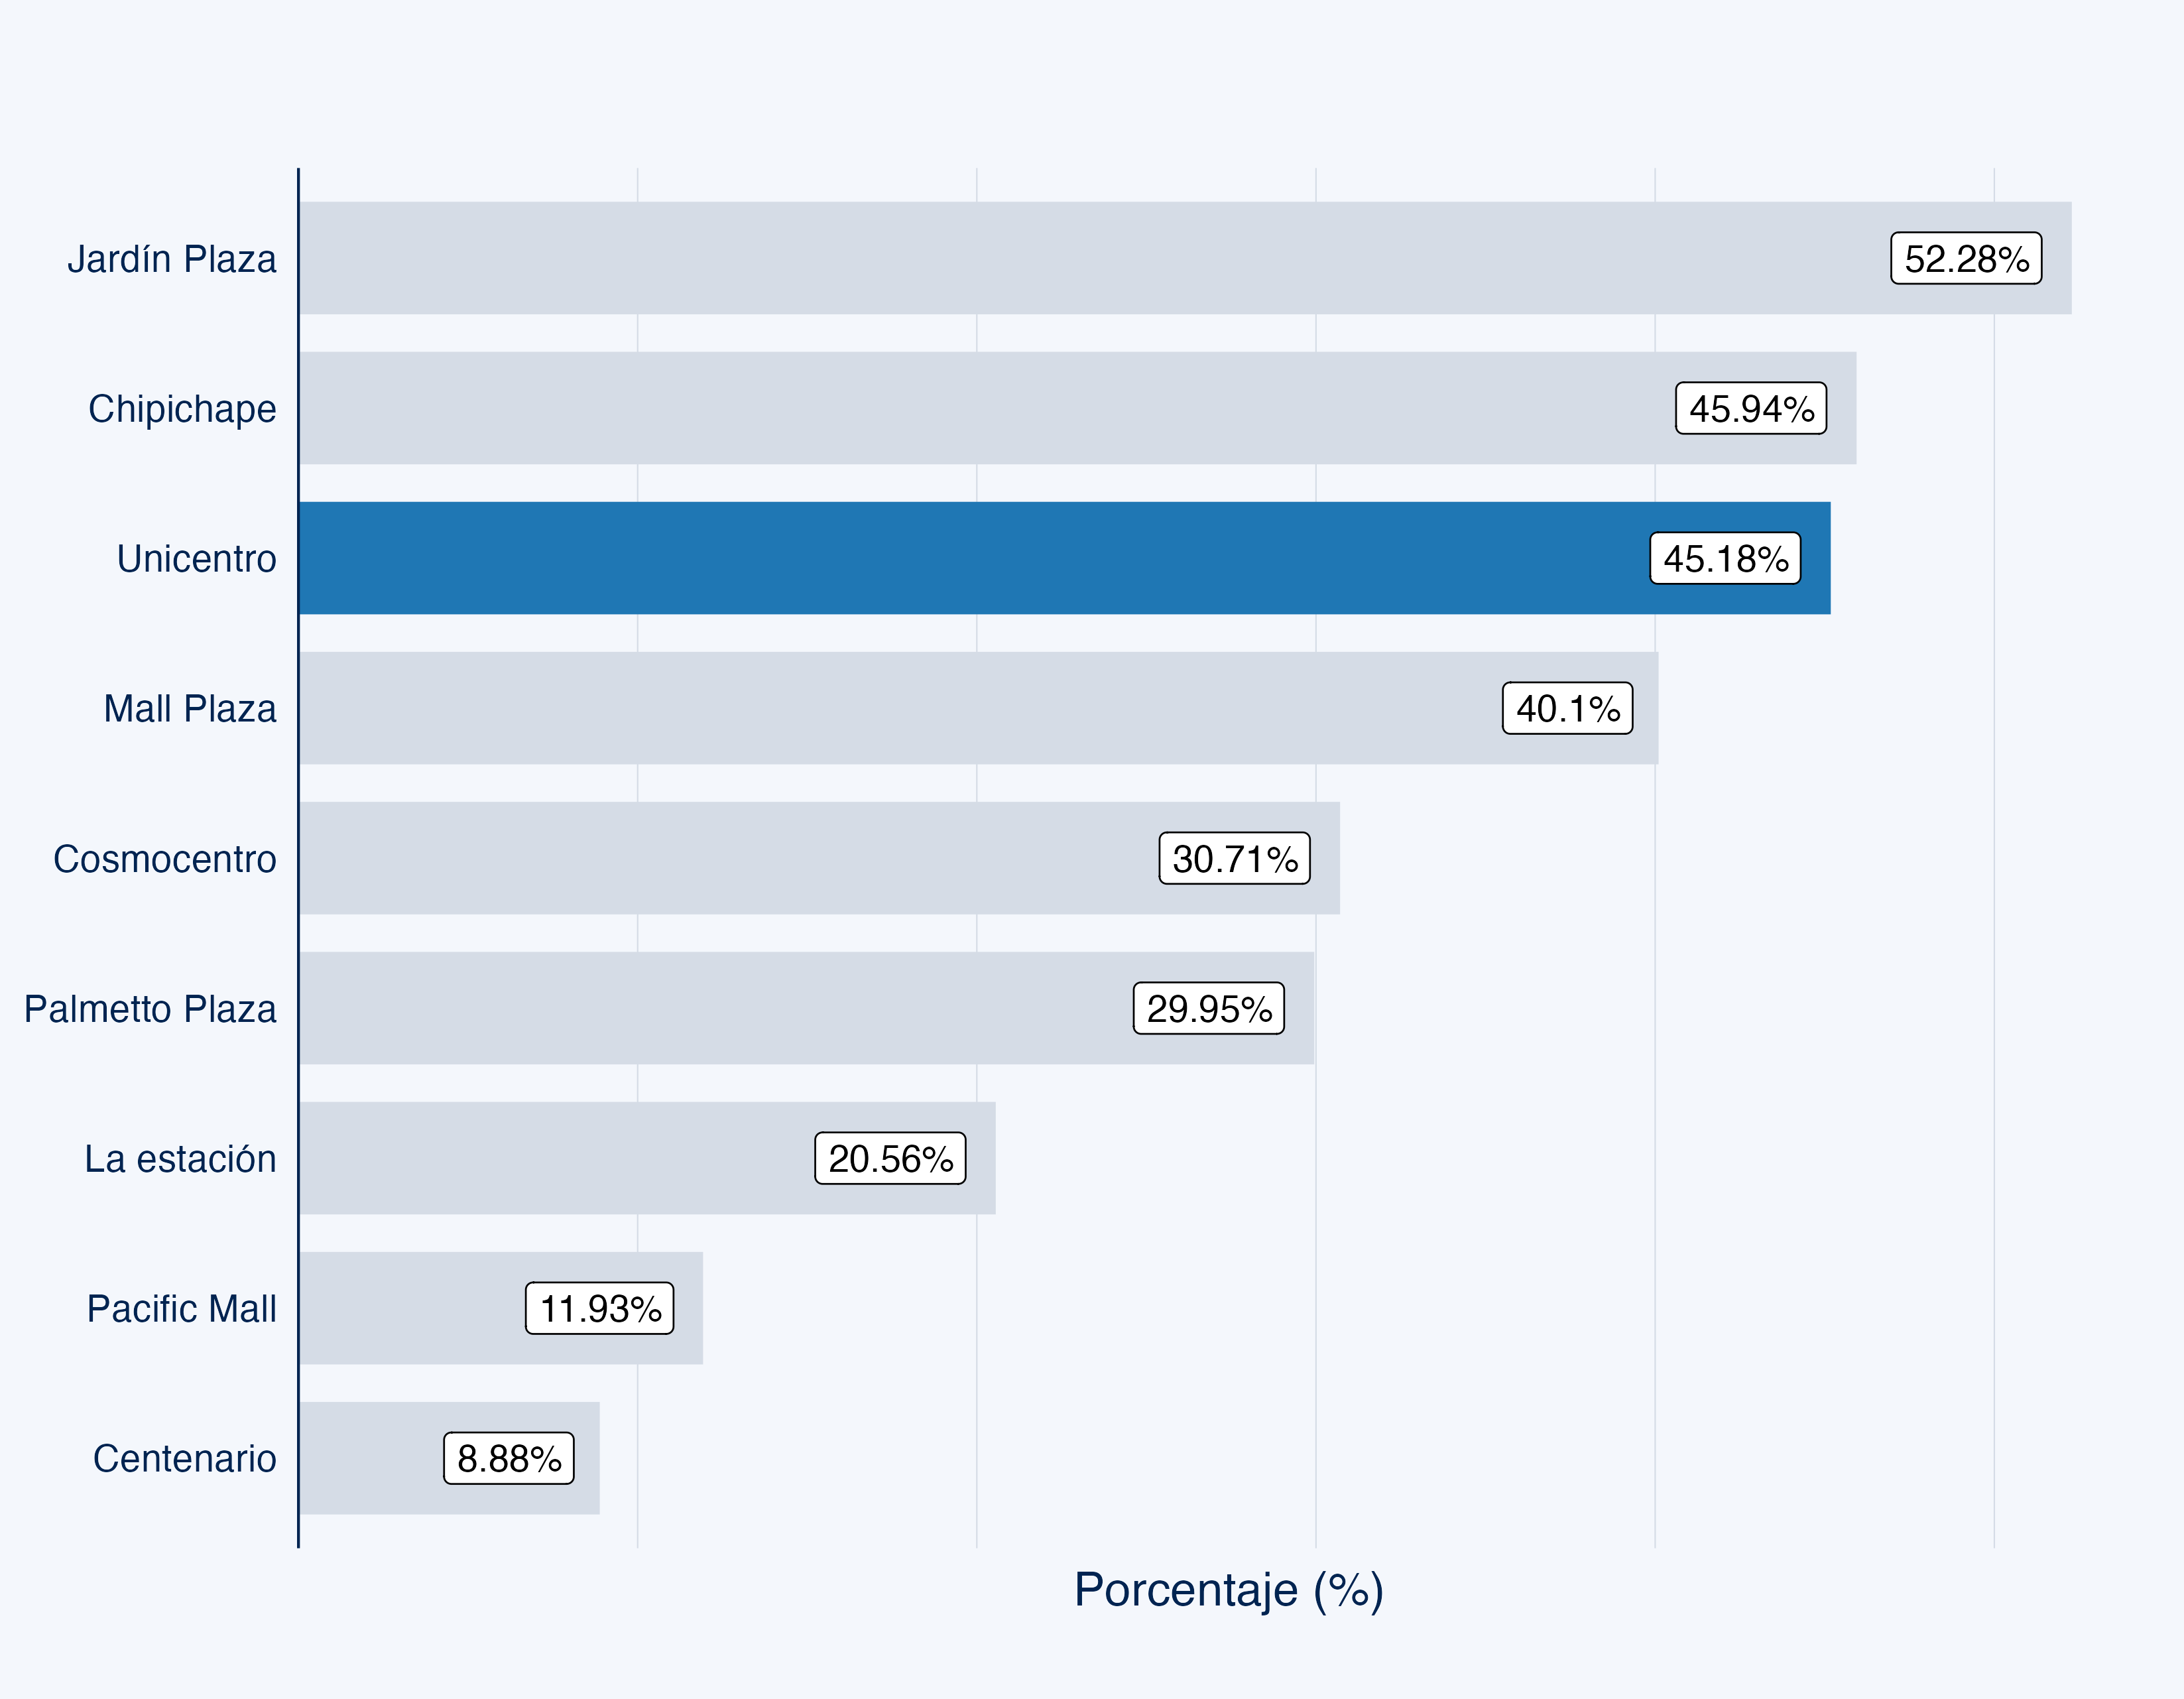 Jardín Plaza 52.28%
Chipichape 45.94%
Unicentro 45.18%
Mall Plaza 40.1%
Cosmocentro 30.71%
Palmetto Plaza 29.95%
La estación 20.56%
Pacific Mall 11.93%
Centenario 8.88%
Porcentaje (%)